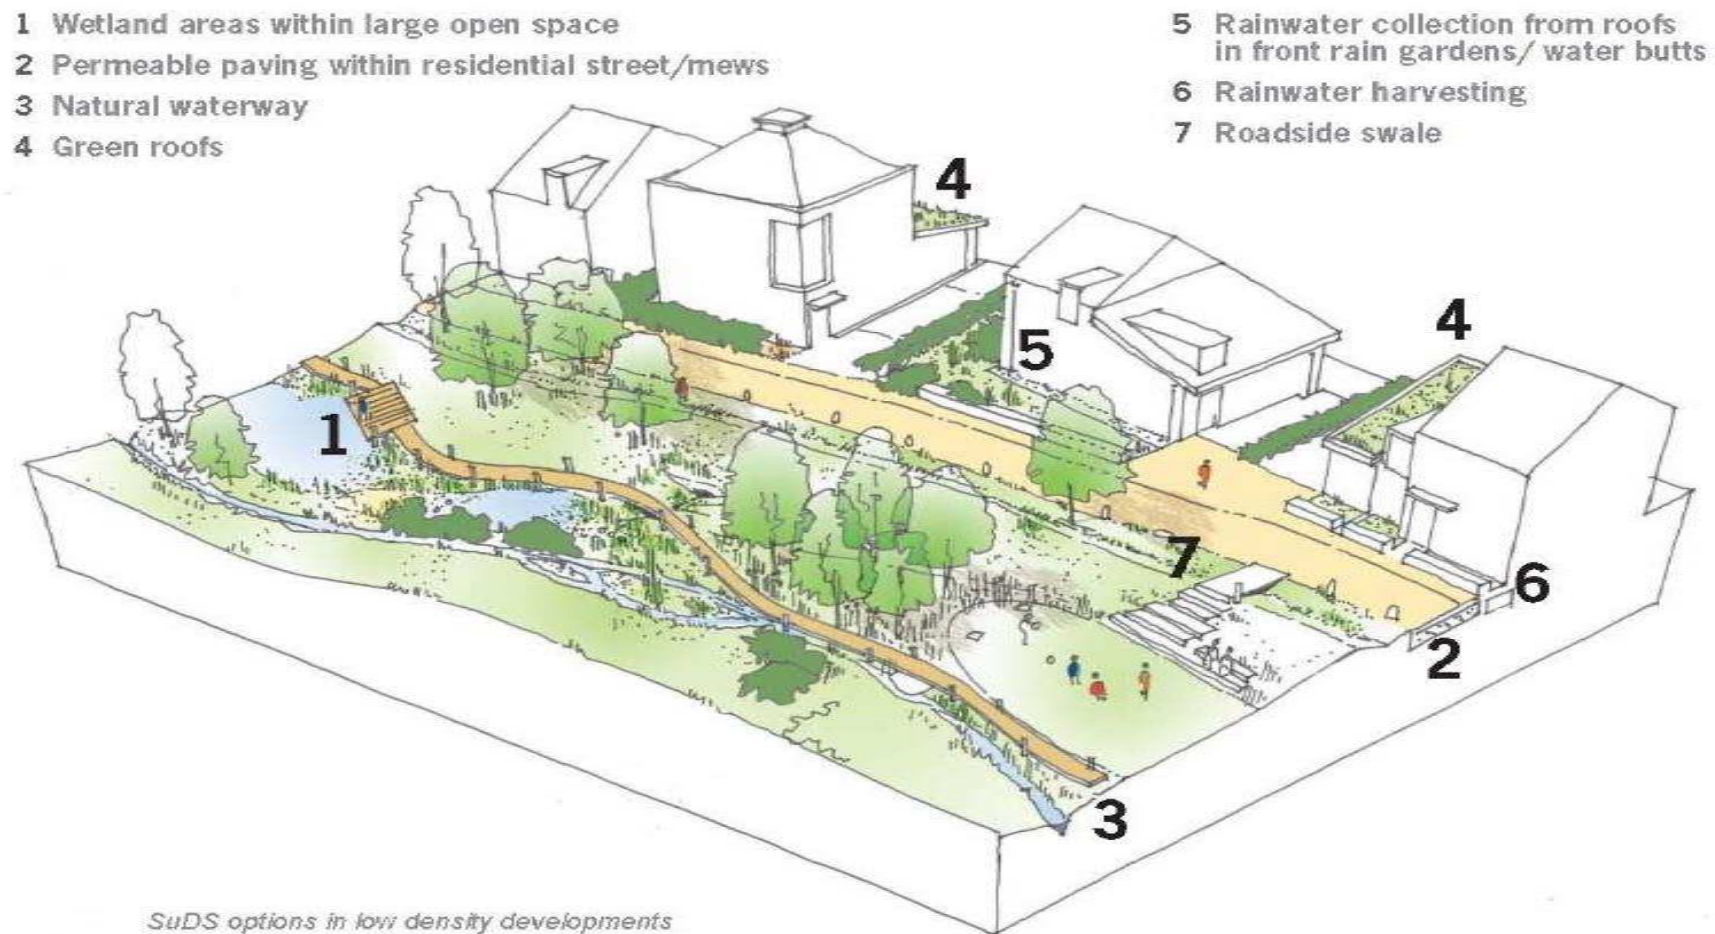 1 Wetland areas within large open space
2 Permeable paving within residential street/mews
3 Natural waterway
4 Green roofs
5 Rainwater collection from roofs
in front rain gardens/ water butts
6 Rainwater harvesting
7 Roadside swale
4
4
5
1
7
6
2
3
SuDS options in low density developments